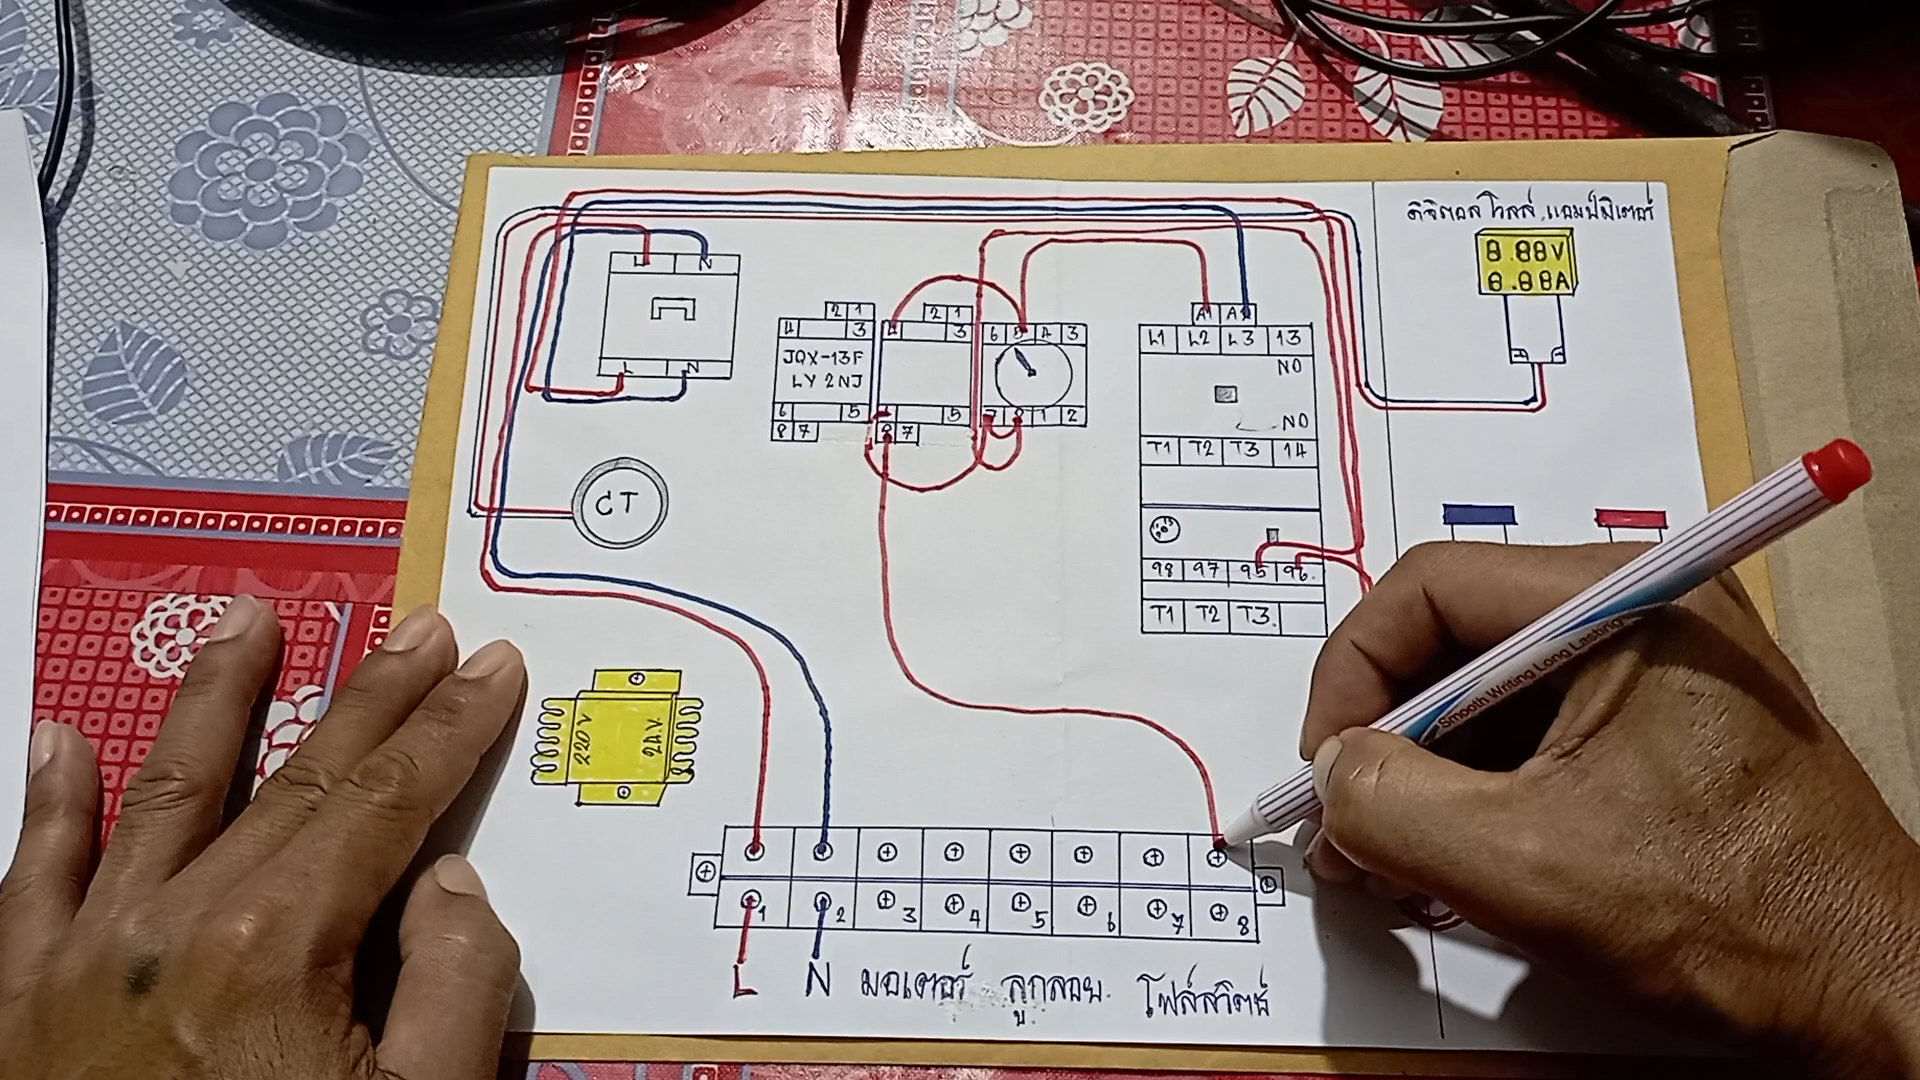 ดิจิตอลโวลล์,แอมป์มิเตอร์
8.88V
8.88A
L N
L N
2 1
4 3
JQX-13F
LY2NJ
6 5
8 7
2 1
4 3
5
8 7
6 5 4 3
7 8 1 2
A1 A2
L1 L2 L3 13
NO
NO
T1 T2 T3 14
98 97 95 96
T1 T2 T3
CT
220V 24V
1 2 3 4 5 6 7 8
L N มอเตอร์ ลูกลอย โฟล์สวิตช์
Smooth Writing Long Lasting